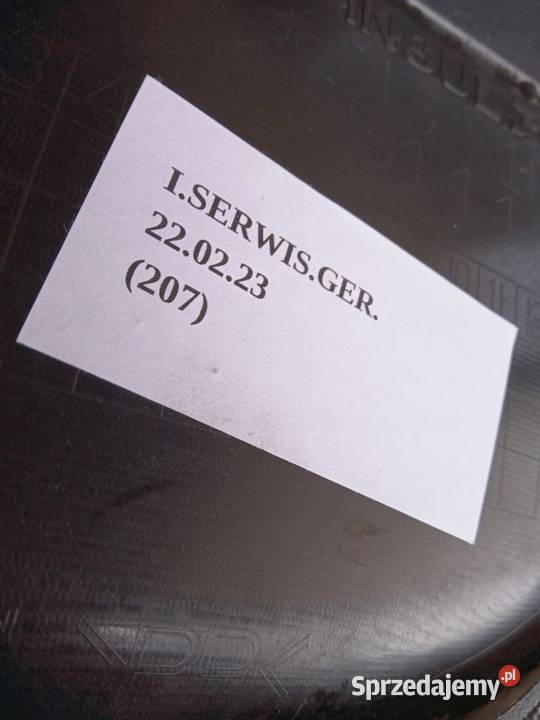 I.SERWIS.GER.
22.02.23
(207)
Sprzedajemy.pl